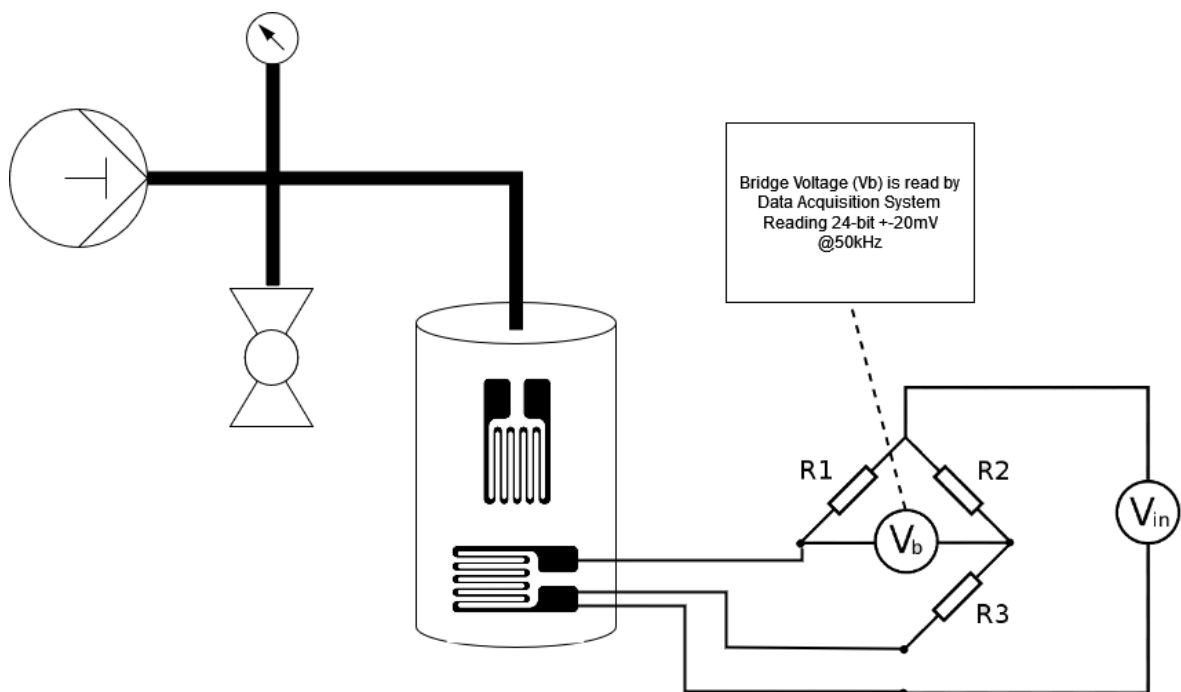 Bridge Voltage (Vb) is read by
Data Acquisition System
Reading 24-bit +-20mV
@50kHz
R1
R2
Vb
Vin
R3